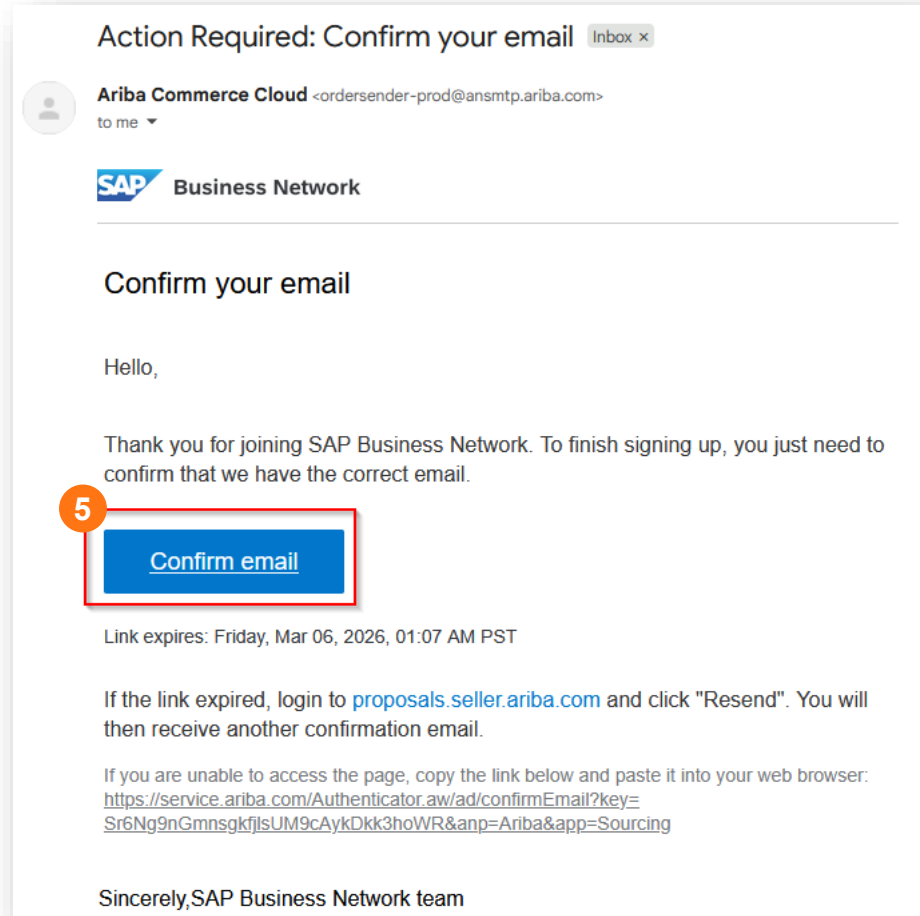 Action Required: Confirm your email Inbox ×
Ariba Commerce Cloud <ordersender-prod@ansmtp.ariba.com>
to me
SAP Business Network
Confirm your email
Hello,
Thank you for joining SAP Business Network. To finish signing up, you just need to
confirm that we have the correct email.
5
Confirm email
Link expires: Friday, Mar 06, 2026, 01:07 AM PST
If the link expired, login to proposals.seller.ariba.com and click "Resend". You will
then receive another confirmation email.
If you are unable to access the page, copy the link below and paste it into your web browser:
https://service.ariba.com/Authenticator.aw/ad/confirmEmail?key=
Sr6Ng9nGmnsgkfjlsUM9cAykDkk3hoWR&anp=Ariba&app=Sourcing
Sincerely,SAP Business Network team